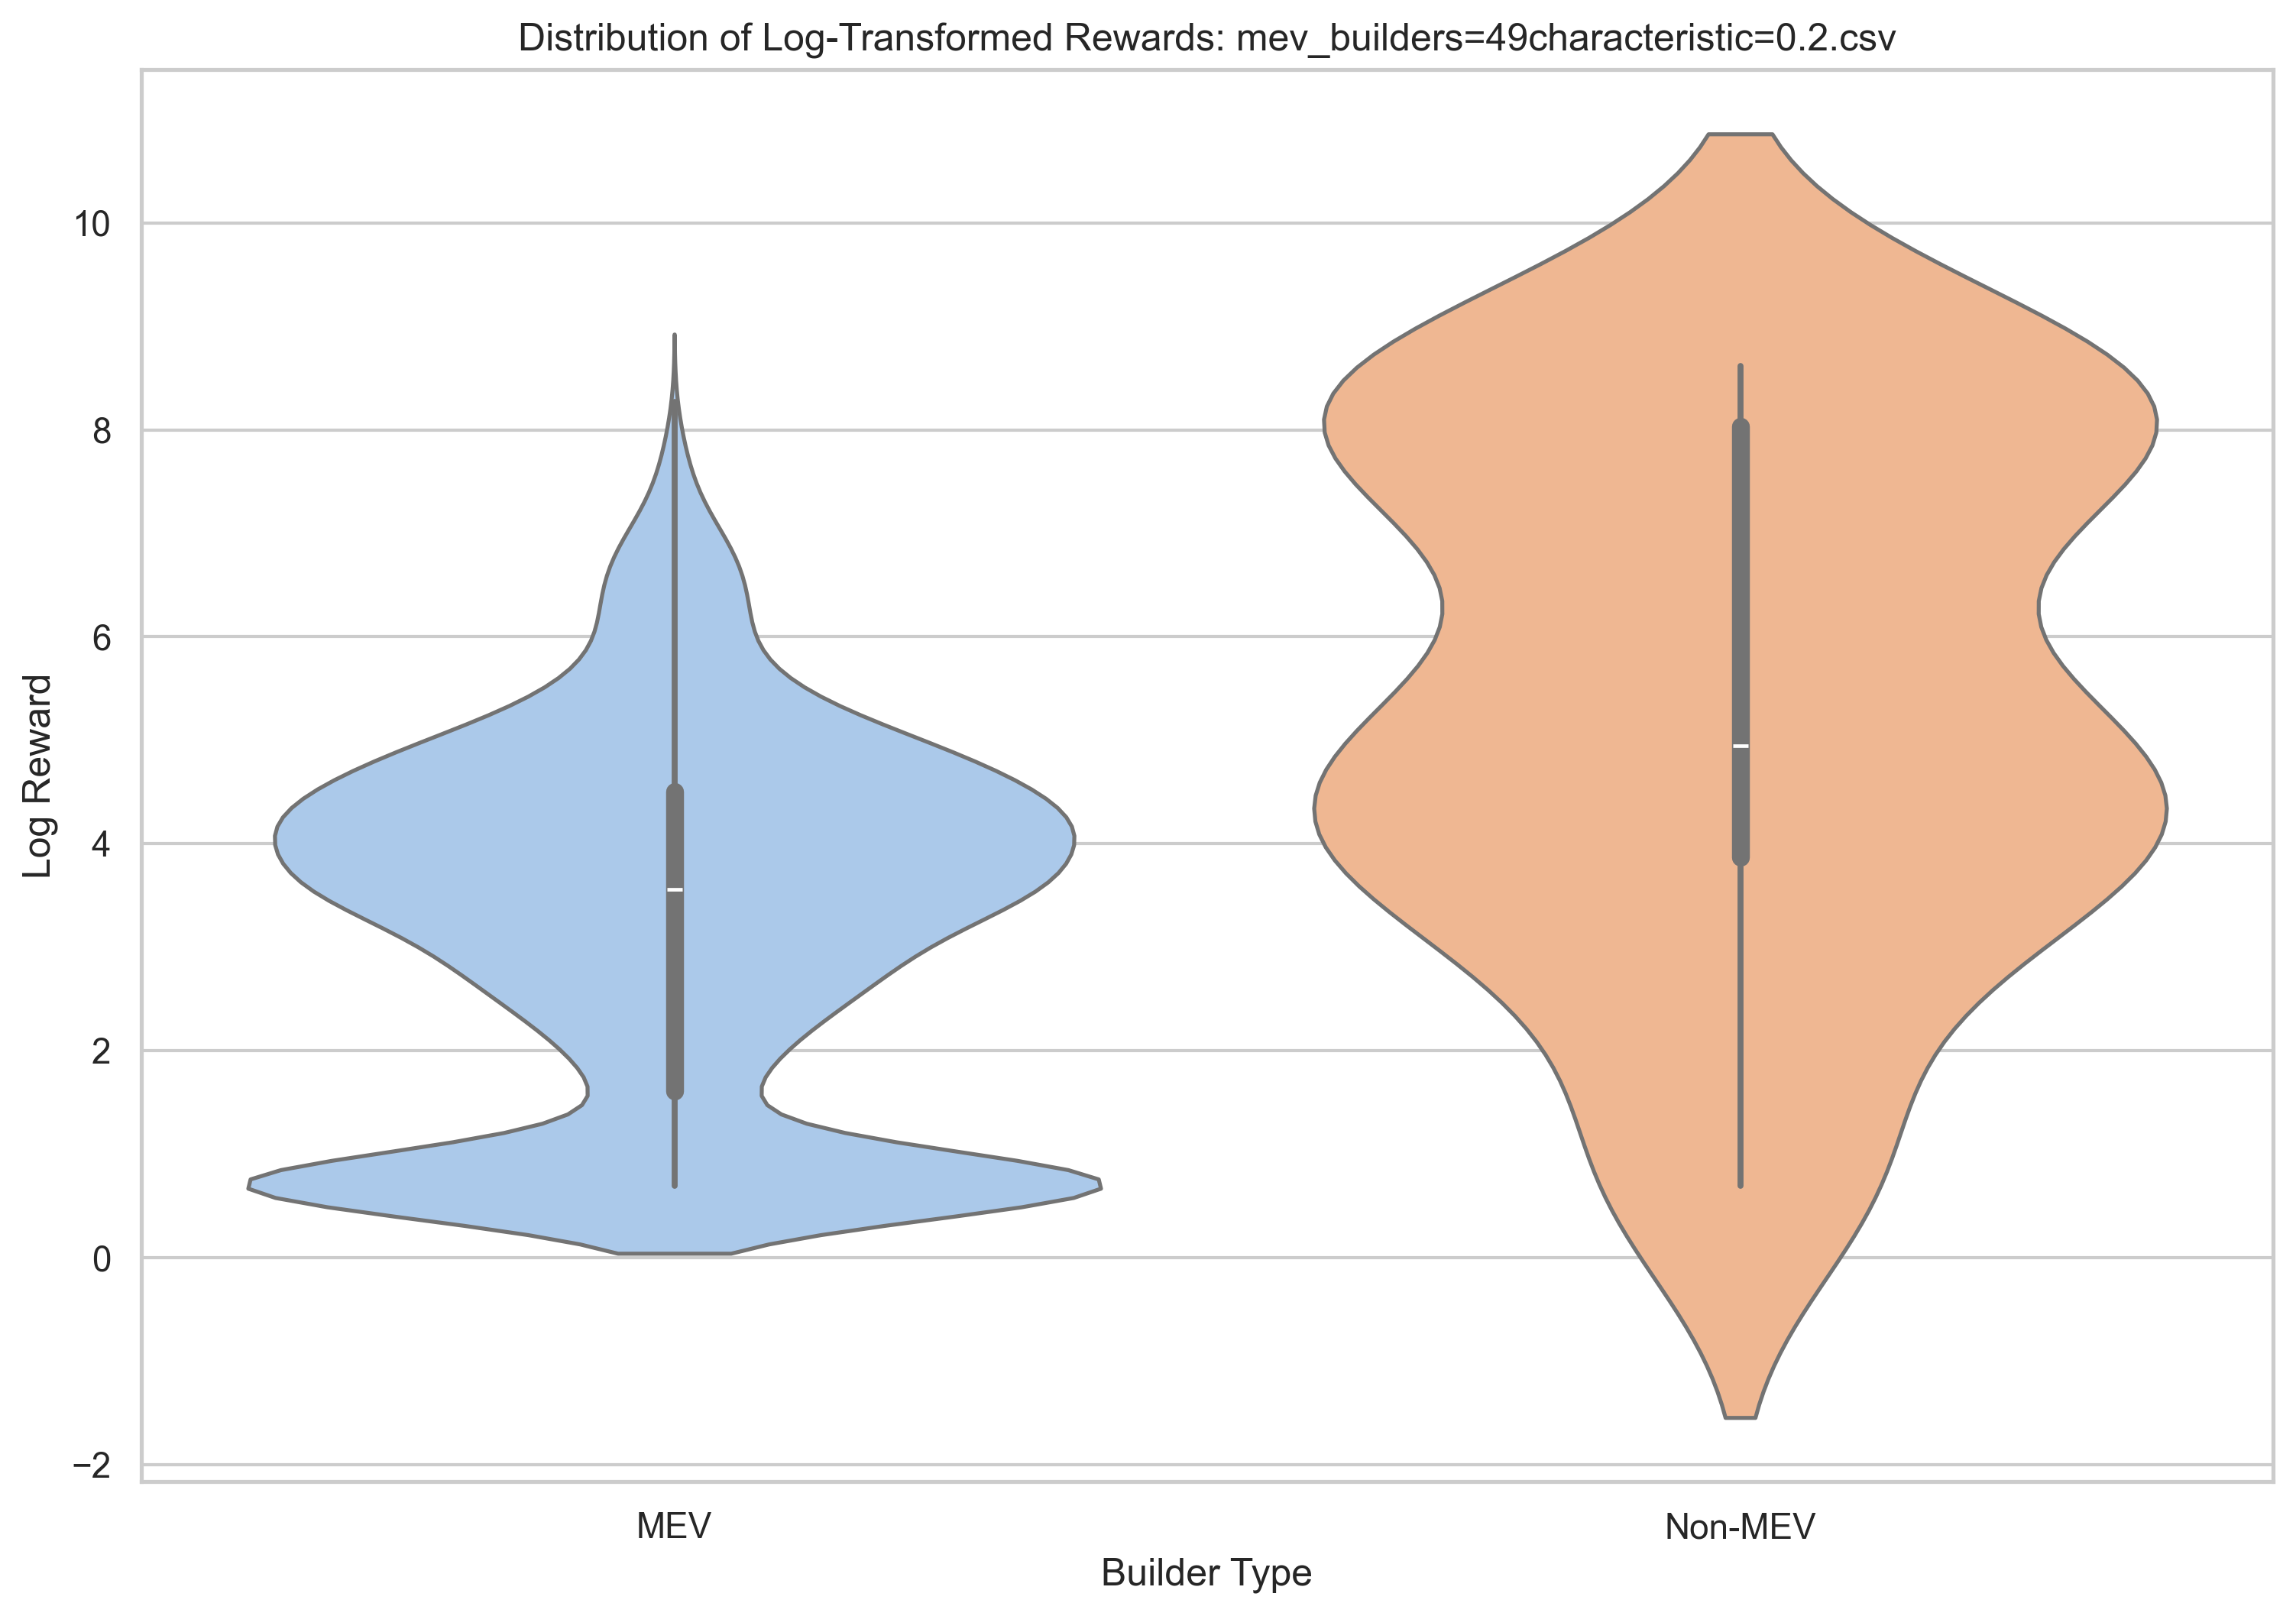 Distribution of Log-Transformed Rewards: mev_builders=49characteristic=0.2.csv
Log Reward
10
8
6
4
2
0
−2
MEV
Non-MEV
Builder Type